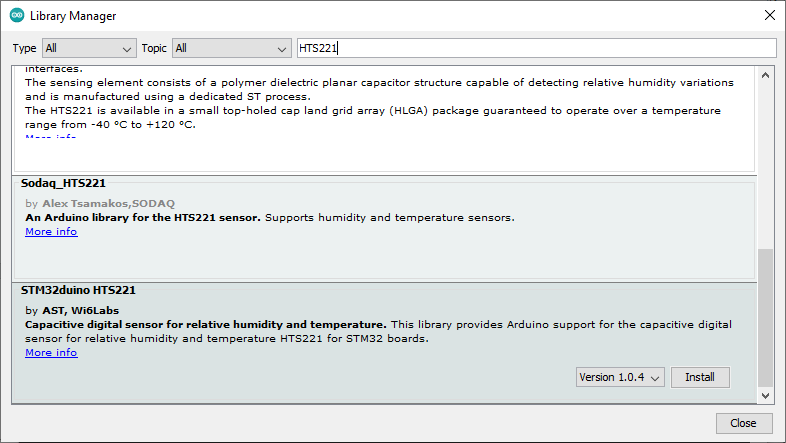 Library Manager
Type All Topic All HTS221
interfaces.
The sensing element consists of a polymer dielectric planar capacitor structure capable of detecting relative humidity variations
and is manufactured using a dedicated ST process.
The HTS221 is available in a small top-holed cap land grid array (HLGA) package guaranteed to operate over a temperature
range from -40 °C to +120 °C.
More info
Sodaq_HTS221
by Alex Tsamakos,SODAQ
An Arduino library for the HTS221 sensor. Supports humidity and temperature sensors.
More info
STM32duino HTS221
by AST, Wi6Labs
Capacitive digital sensor for relative humidity and temperature. This library provides Arduino support for the capacitive digital
sensor for relative humidity and temperature HTS221 for STM32 boards.
More info
Version 1.0.4 Install
Close